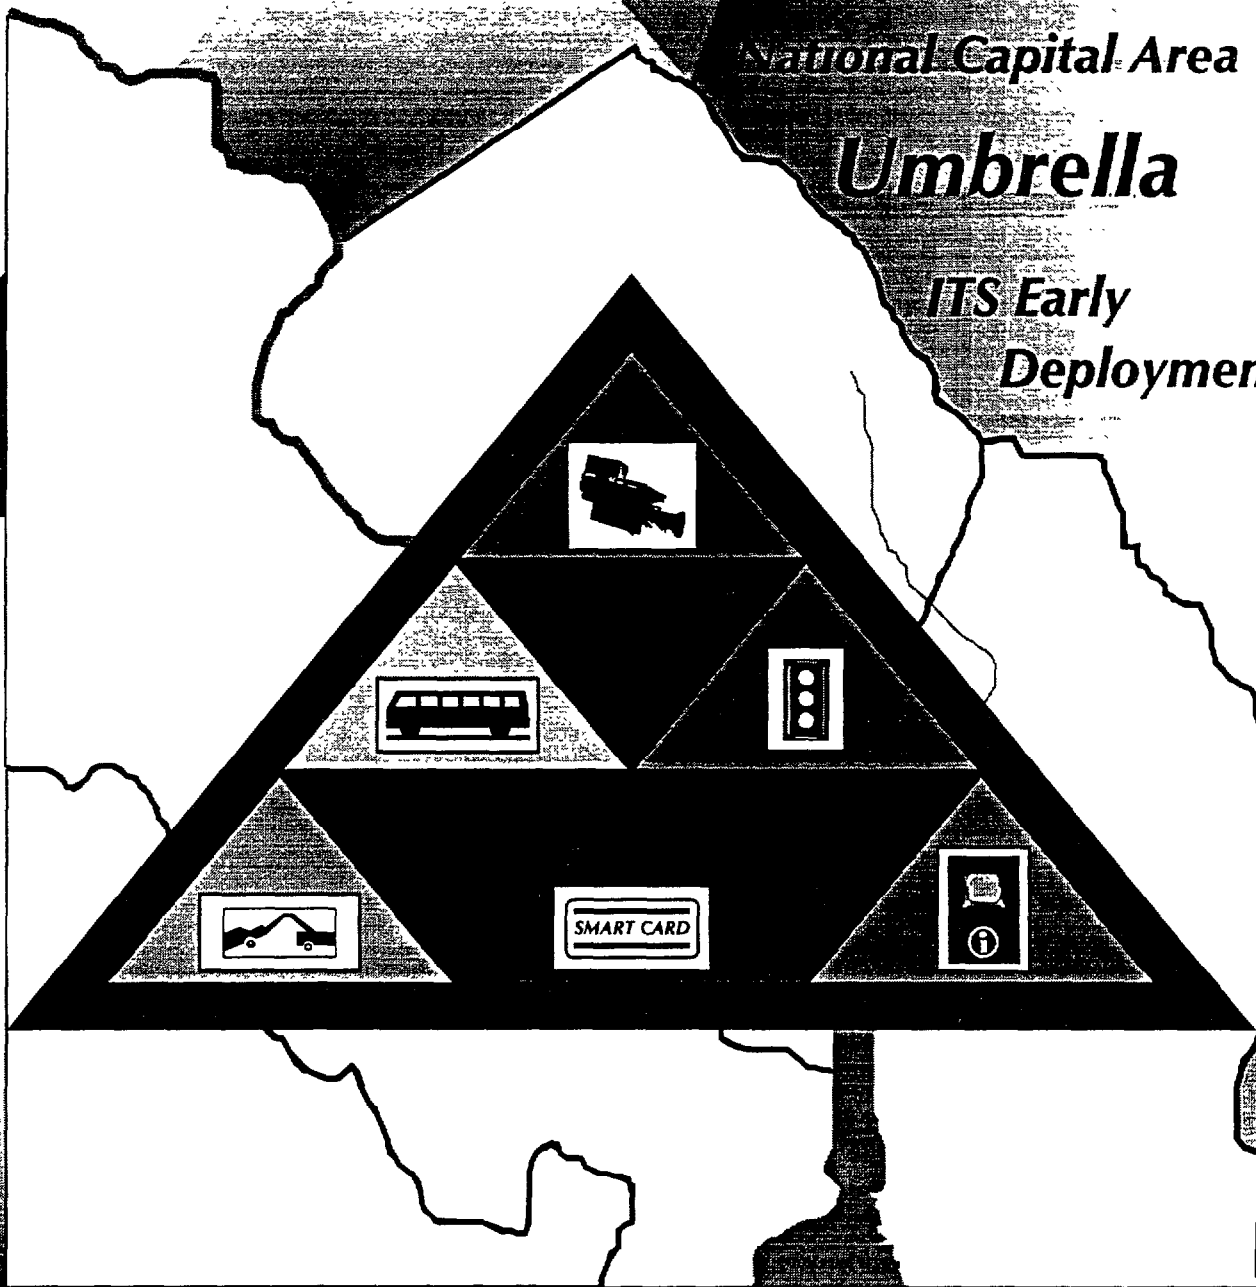 National Capital Area
Umbrella
ITS Early
Deploymen
SMART CARD
i